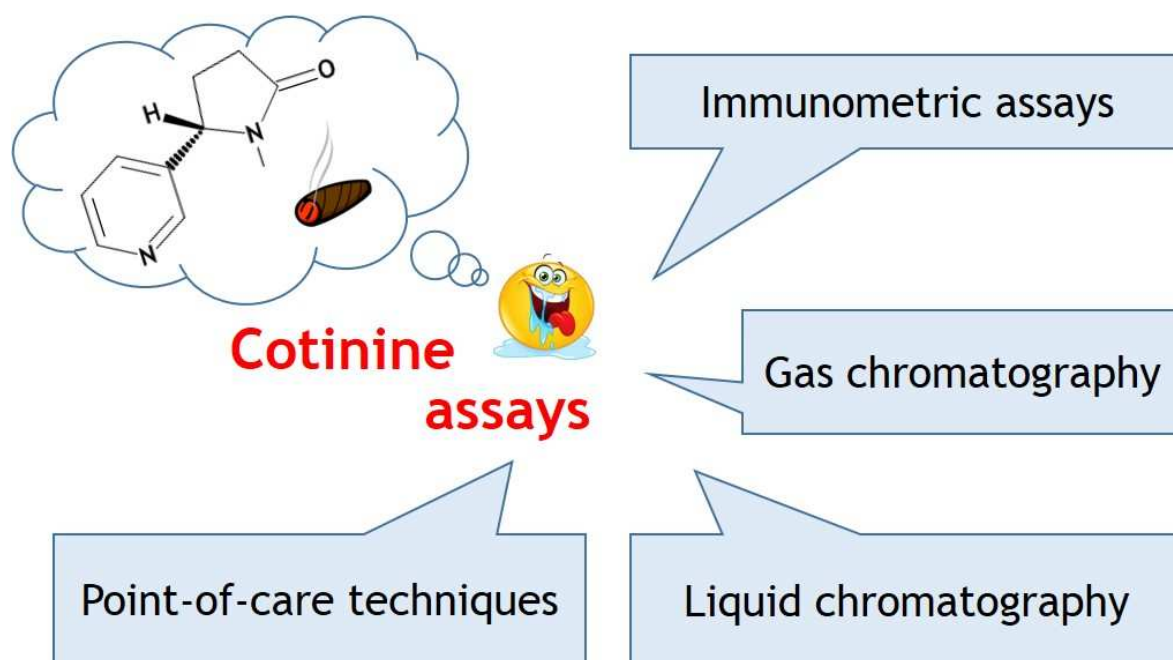 O
H
N
N
Immunometric assays
Cotinine
assays
Gas chromatography
Point-of-care techniques
Liquid chromatography